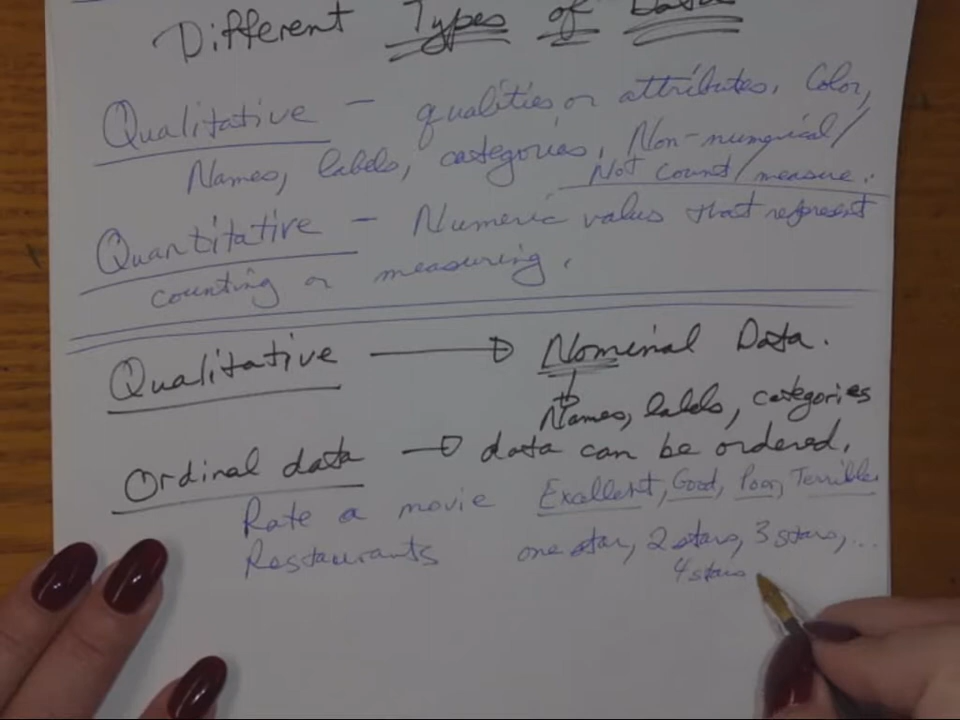 Different Types of Data
Qualitative – qualities or attributes, Color,
Names, labels, categories, Non-numerical/
Not count/measure.
Quantitative – Numeric value that represent
counting or measuring.
Qualitative → Nominal Data.
Names, labels, categories
Ordinal data → data can be ordered,
Rate a movie Excellent, Good, Poor, Terrible
Restaurants one star, 2 stars, 3 stars, ...
4 stars